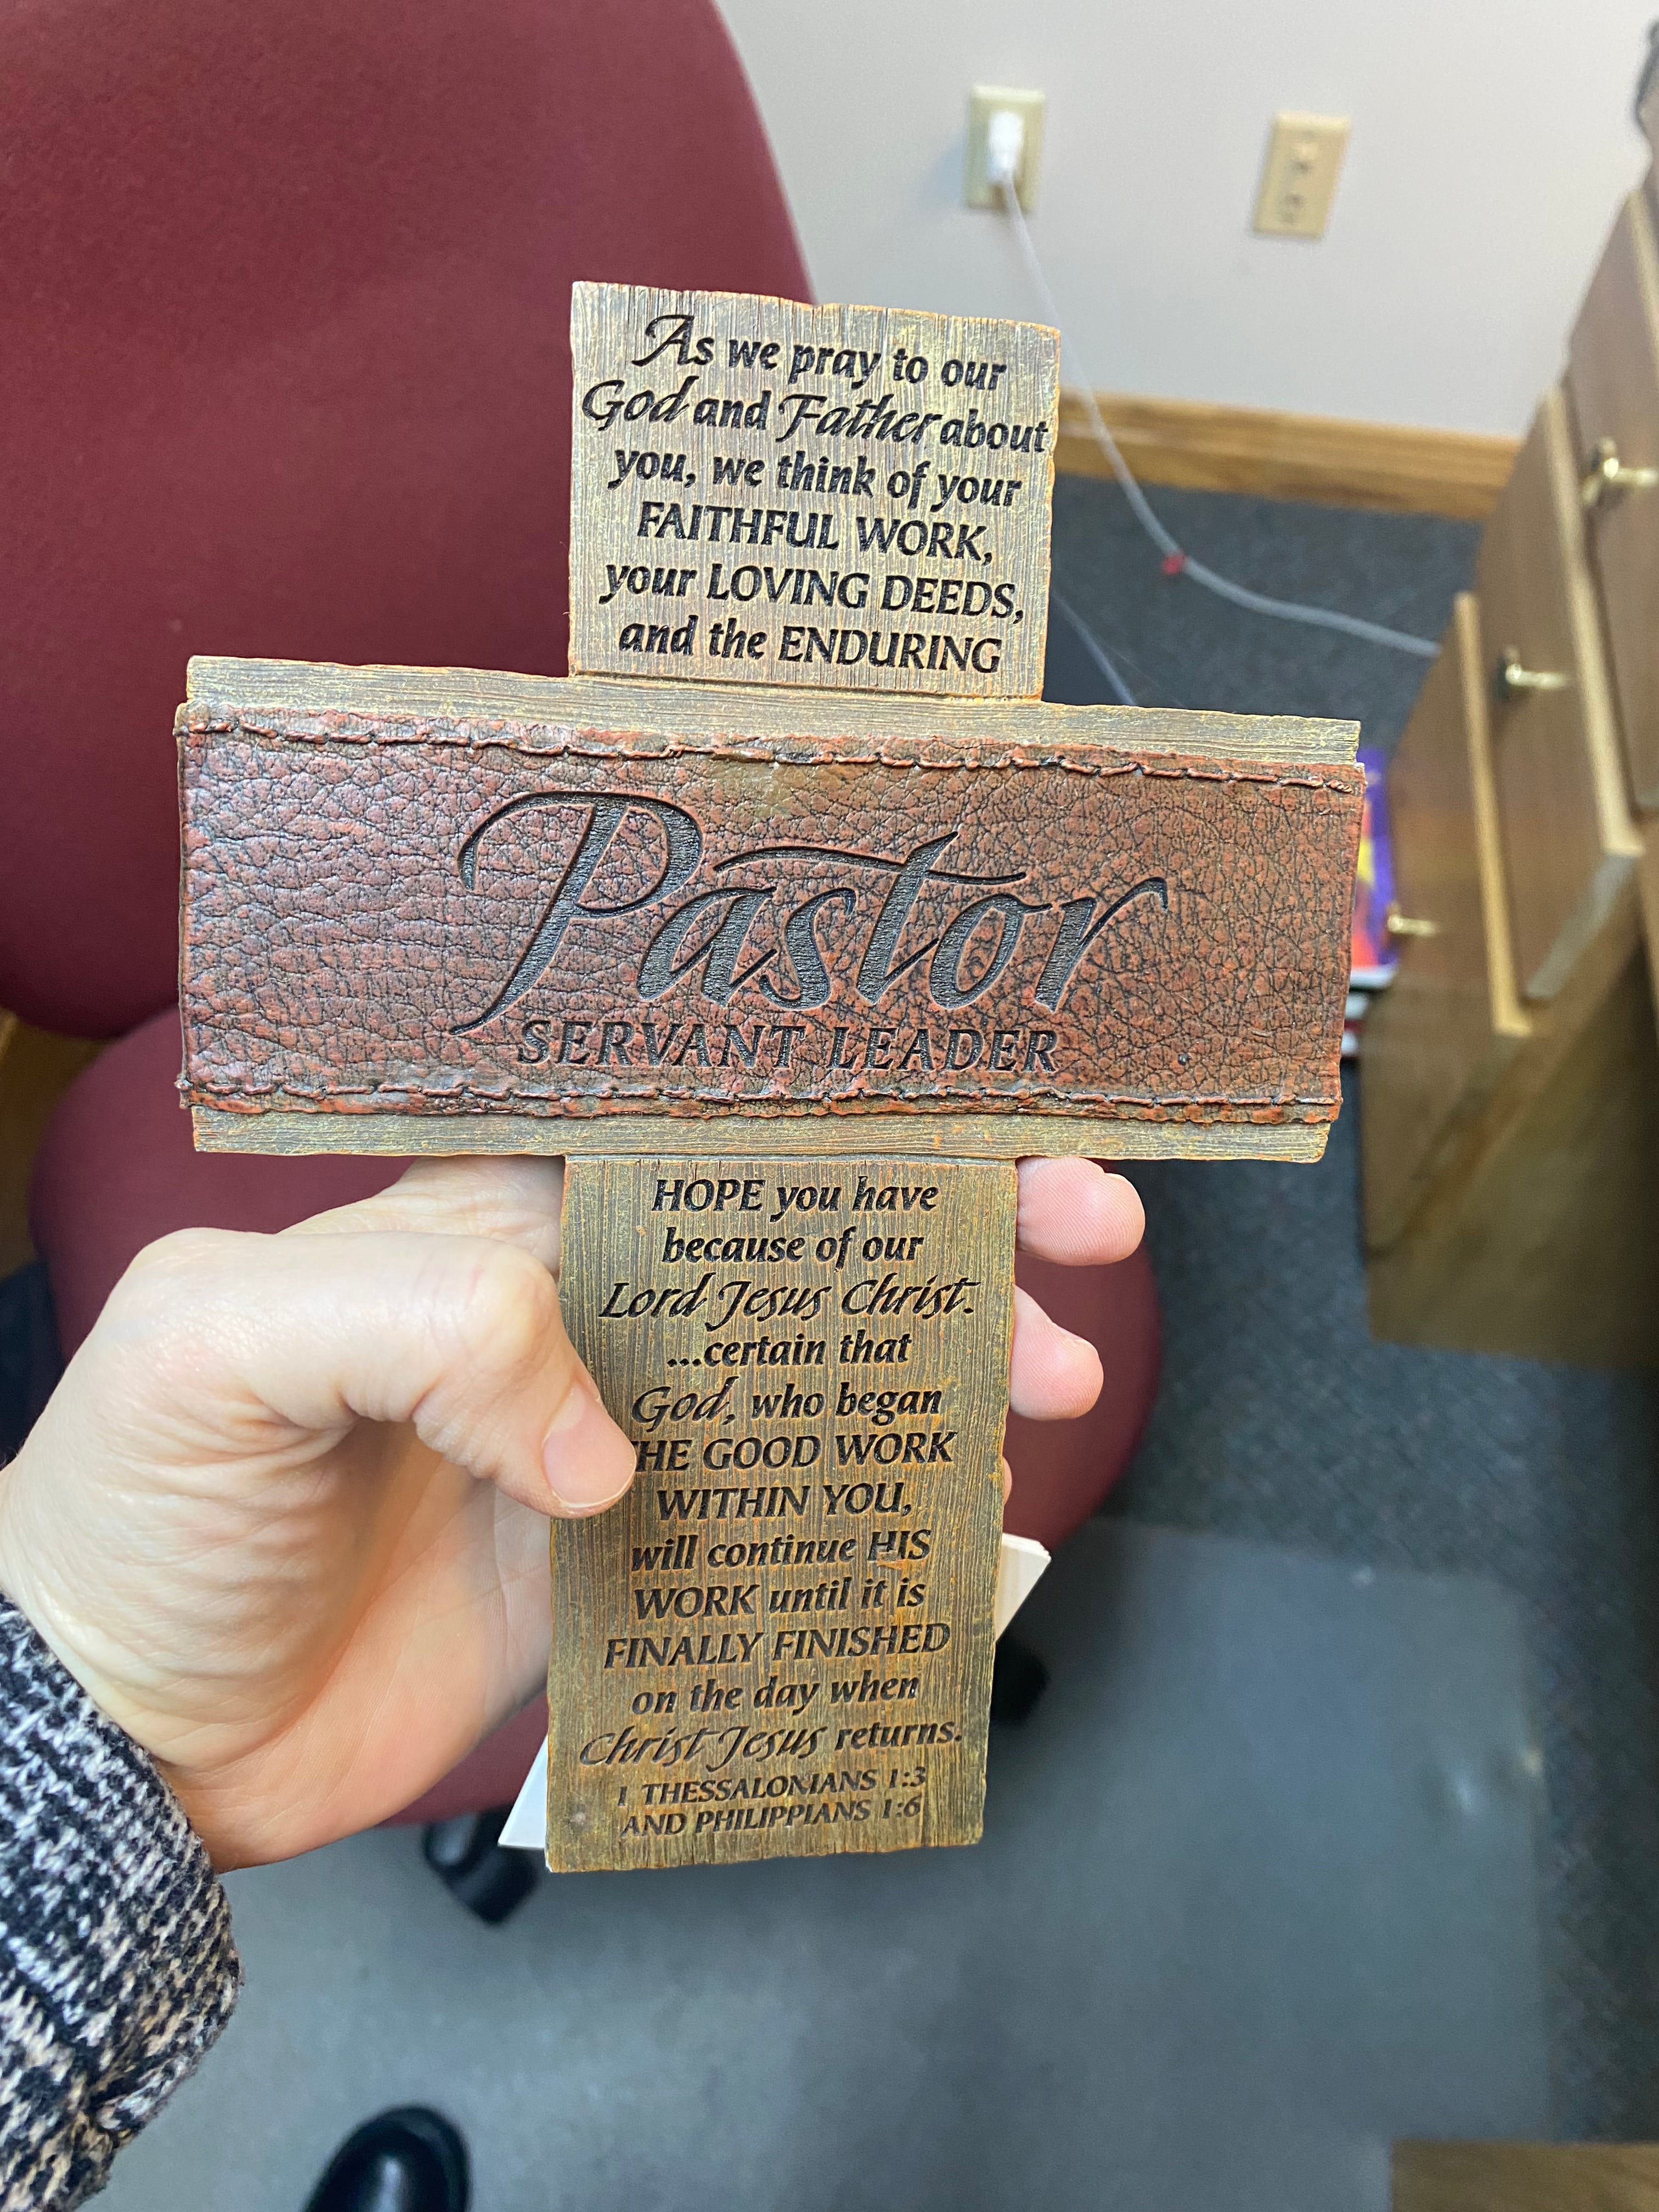 As we pray to our
God and Father about
you, we think of your
FAITHFUL WORK,
your LOVING DEEDS,
and the ENDURING
Pastor
SERVANT LEADER
HOPE you have
because of our
Lord Jesus Christ.
...certain that
God, who began
HE GOOD WORK
WITHIN YOU,
will continue HIS
WORK until it is
FINALLY FINISHED
on the day when
Christ Jesus returns.
1 THESSALONIANS 1:3
AND PHILIPPIANS 1:6